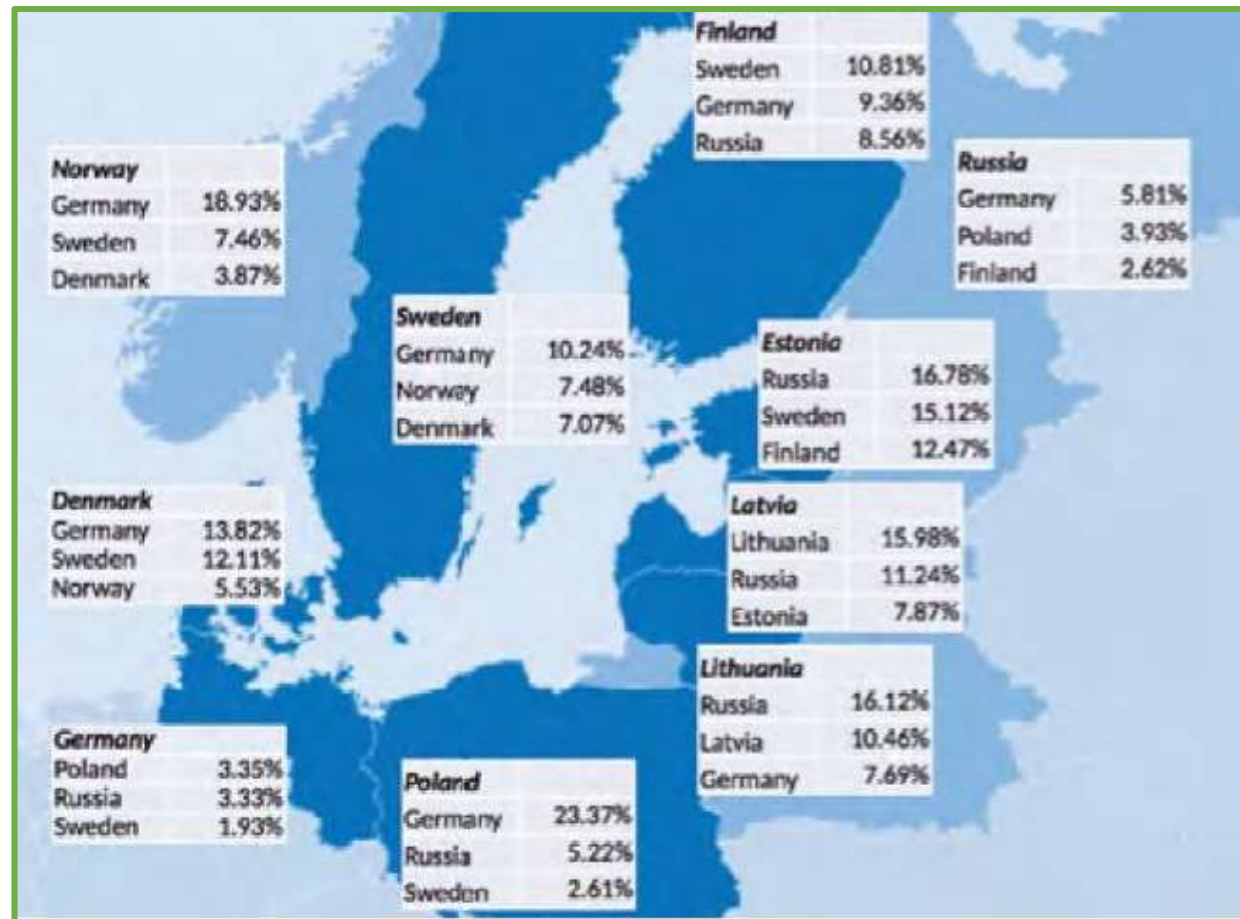 Finland
Sweden 10.81%
Germany 9.36%
Russia 8.56%
Norway
Germany 18.93%
Sweden 7.46%
Denmark 3.87%
Russia
Germany 5.81%
Poland 3.93%
Finland 2.62%
Sweden
Germany 10.24%
Norway 7.48%
Denmark 7.07%
Estonia
Russia 16.78%
Sweden 15.12%
Finland 12.47%
Denmark
Germany 13.82%
Sweden 12.11%
Norway 5.53%
Latvia
Lithuania 15.98%
Russia 11.24%
Estonia 7.87%
Lithuania
Russia 16.12%
Latvia 10.46%
Germany 7.69%
Germany
Poland 3.35%
Russia 3.33%
Sweden 1.93%
Poland
Germany 23.37%
Russia 5.22%
Sweden 2.61%